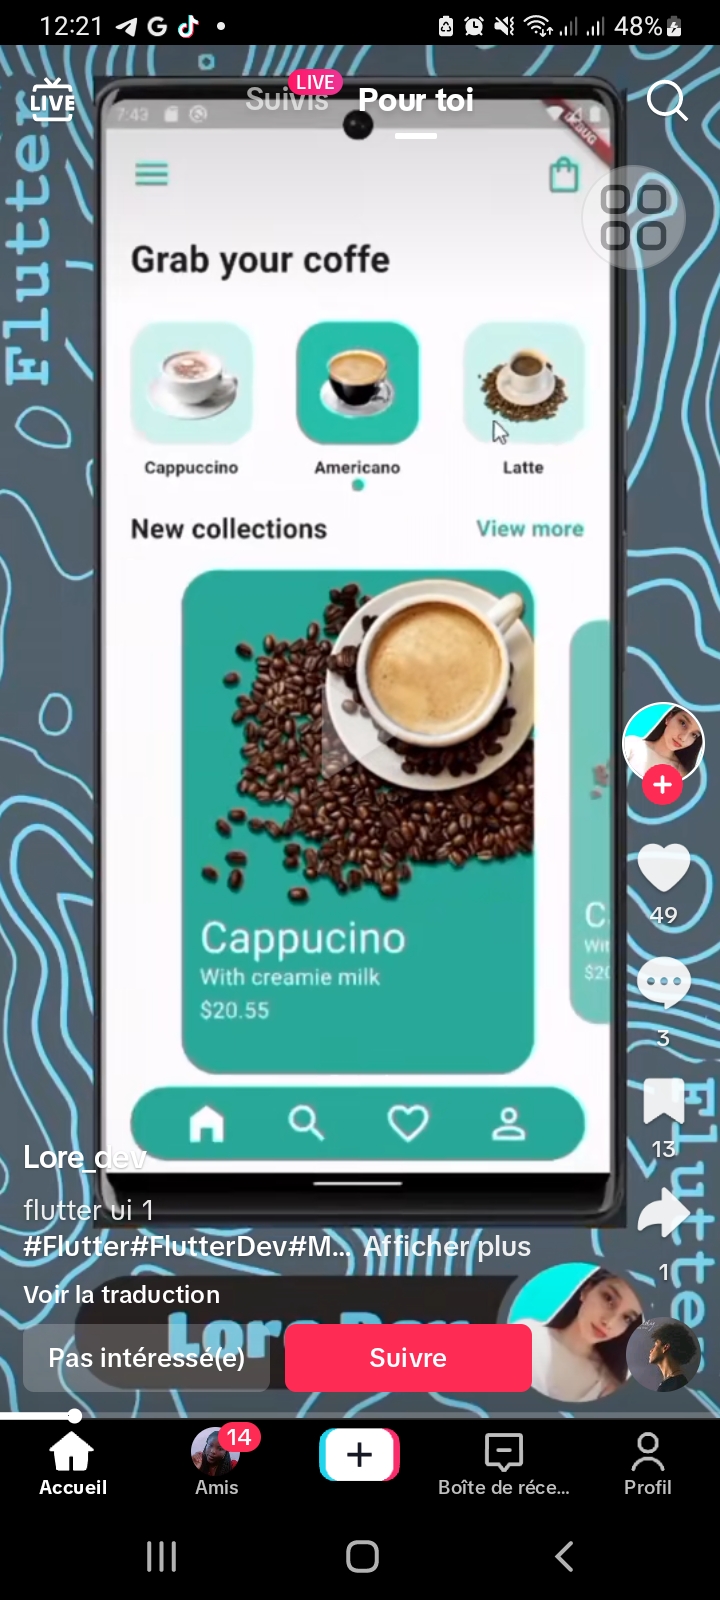 12:21
48%
LIVE
Suivis
LIVE
Pour toi
7:43
Flutter
Grab your coffe
Cappuccino
Americano
Latte
New collections
View more
Cappucino
With creamie milk
$20.55
49
3
13
1
Flutter
Lore_dev
flutter ui 1
#Flutter#FlutterDev#M... Afficher plus
Voir la traduction
Pas intéressé(e)
Suivre
14
Accueil
Amis
Boîte de réce...
Profil